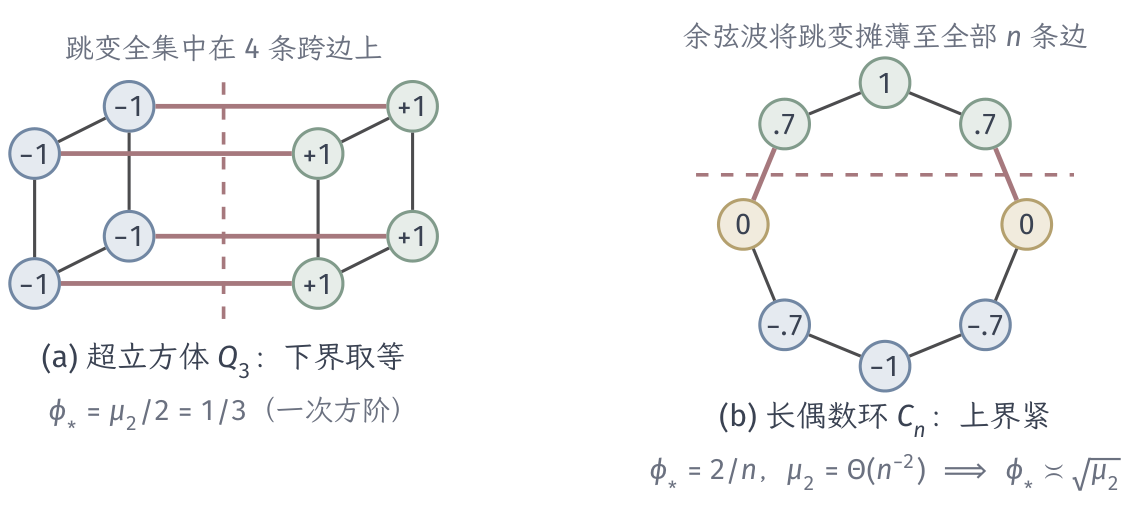 跳变全集中在 4 条跨边上
−1
+1
−1
+1
−1
+1
−1
+1
(a) 超立方体 Q₃： 下界取等
ϕ* = μ₂/2 = 1/3（一次方阶）
余弦波将跳变摊薄至全部 n 条边
1
.7
.7
0
0
−.7
−.7
−1
(b) 长偶数环 Cₙ： 上界紧
ϕ* = 2/n, μ₂ = Θ(n⁻²) ⟹ ϕ* ≍ √μ₂